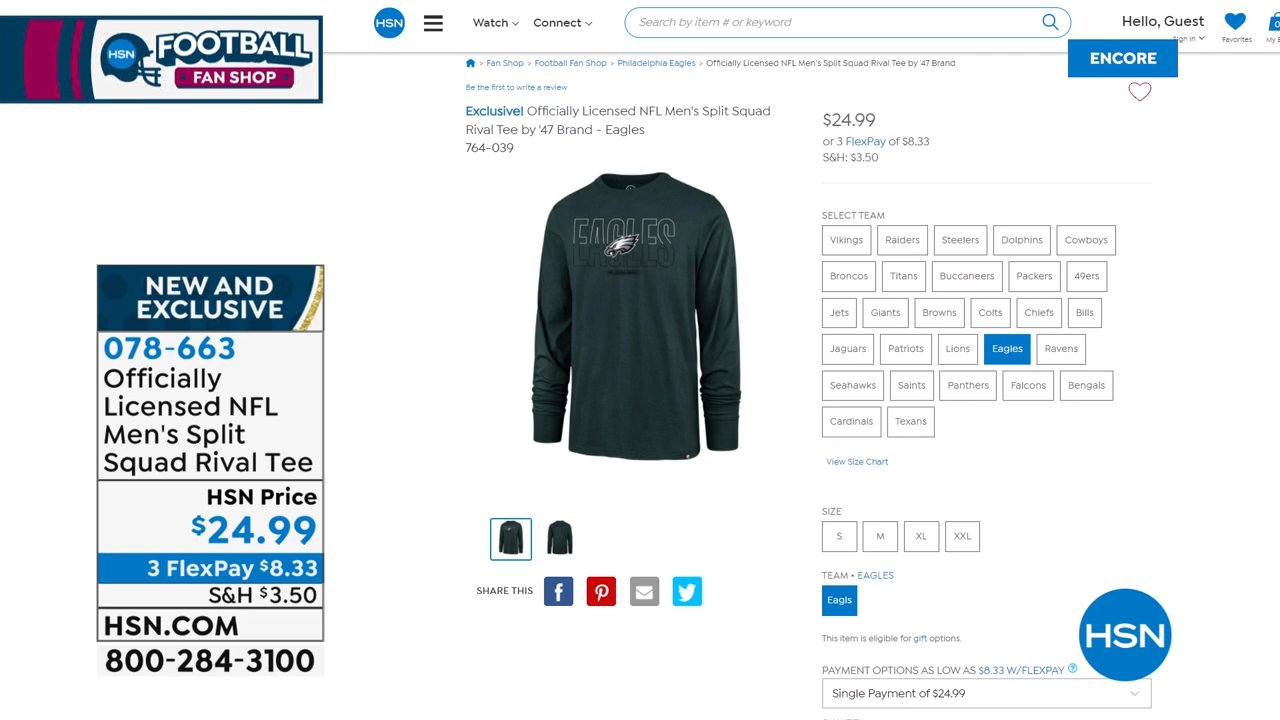 HSN
FOOTBALL
FAN SHOP
NEW AND
EXCLUSIVE
078-663
Officially
Licensed NFL
Men's Split
Squad Rival Tee
HSN Price
$24.99
3 FlexPay $8.33
S&H $3.50
HSN.COM
800-284-3100
HSN
Watch
Connect
Search by item # or keyword
Hello, Guest
Sign In
Favorites
My B
0
ENCORE
> Fan Shop > Football Fan Shop > Philadelphia Eagles > Officially Licensed NFL Men's Split Squad Rival Tee by '47 Brand
Be the first to write a review
Exclusive! Officially Licensed NFL Men's Split Squad
Rival Tee by '47 Brand - Eagles
764-039
EAGLES
SHARE THIS
$24.99
or 3 FlexPay of $8.33
S&H: $3.50
SELECT TEAM
Vikings Raiders Steelers Dolphins Cowboys
Broncos Titans Buccaneers Packers 49ers
Jets Giants Browns Colts Chiefs Bills
Jaguars Patriots Lions Eagles Ravens
Seahawks Saints Panthers Falcons Bengals
Cardinals Texans
View Size Chart
SIZE
S M XL XXL
TEAM • EAGLES
Eagls
This item is eligible for gift options.
PAYMENT OPTIONS AS LOW AS $8.33 W/FLEXPAY ?
Single Payment of $24.99
HSN